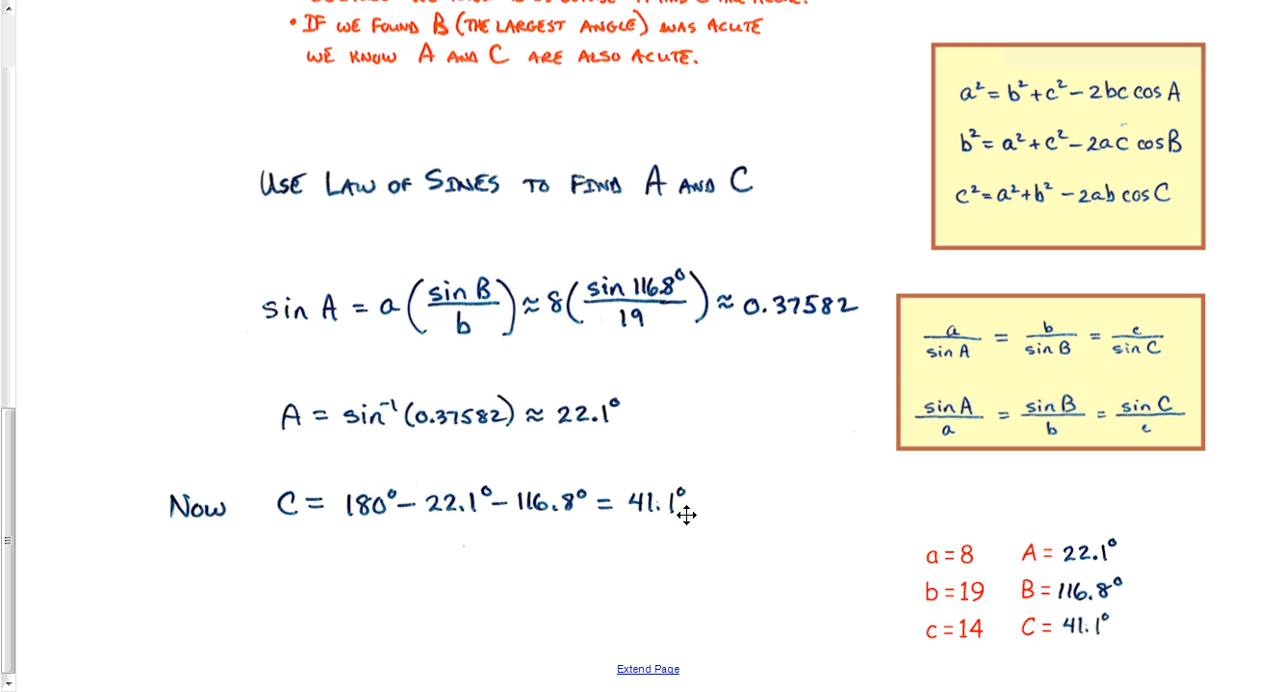 • IF WE FOUND B (THE LARGEST ANGLE) WAS ACUTE
WE KNOW A AND C ARE ALSO ACUTE.
USE LAW OF SINES TO FIND A AND C
sin A = a (sin B / b) ≈ 8 (sin 116.8° / 19) ≈ 0.37582
A = sin⁻¹ (0.37582) ≈ 22.1°
NOW C = 180° − 22.1° − 116.8° = 41.1°
a² = b² + c² − 2bc cos A
b² = a² + c² − 2ac cos B
c² = a² + b² − 2ab cos C
a / sin A = b / sin B = c / sin C
sin A / a = sin B / b = sin C / c
a = 8 A = 22.1°
b = 19 B = 116.8°
c = 14 C = 41.1°
Extend Page